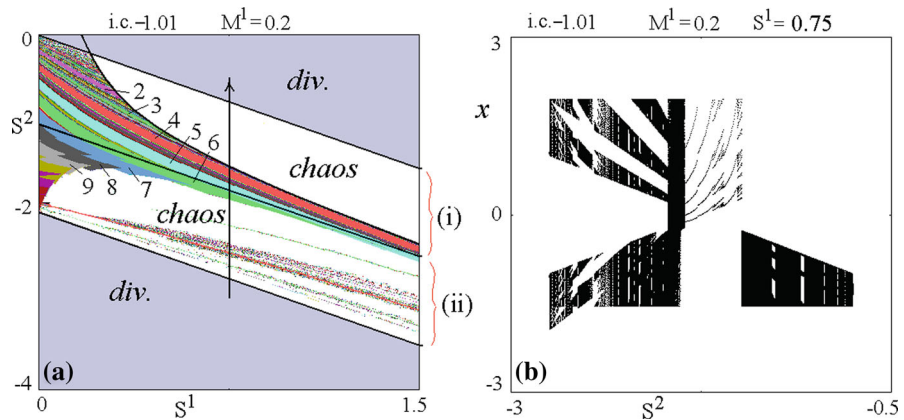 i.c.-1.01 M¹=0.2
0
div.
2
3
4
S²
5
6
chaos
9
8
7
chaos
-2
(i)
div.
(ii)
(a)
-4
0
S¹
1.5
i.c.-1.01 M¹=0.2 S¹= 0.75
3
x
0
(b)
-3
-3
S²
-0.5